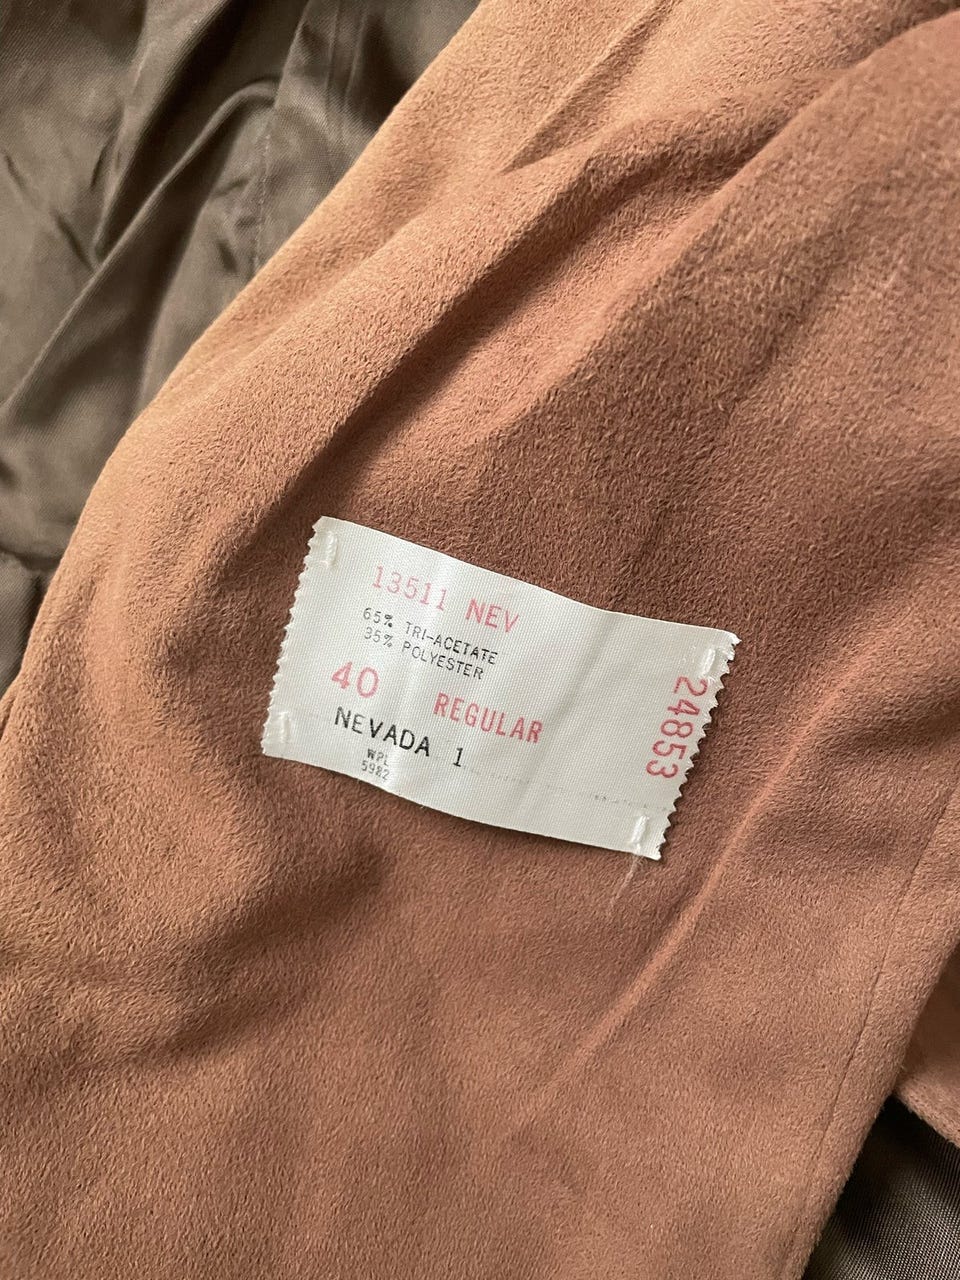 13511 NEV
65% TRI-ACETATE
35% POLYESTER
40 REGULAR
NEVADA 1
WPL
5982
24853